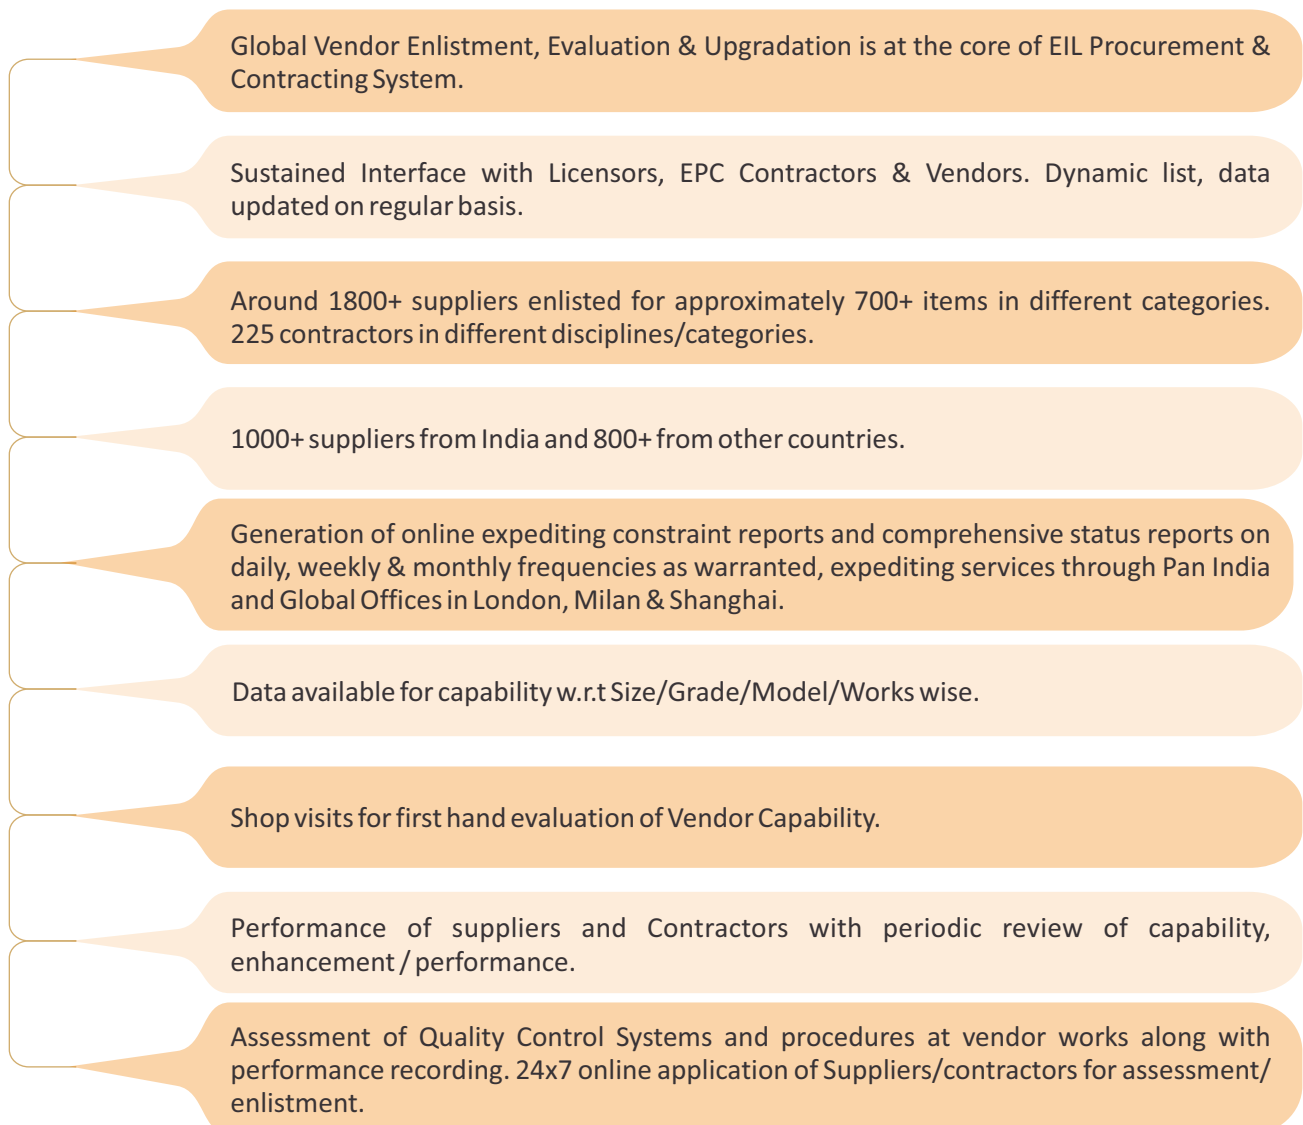 Global Vendor Enlistment, Evaluation & Upgradation is at the core of EIL Procurement &
Contracting System.
Sustained Interface with Licensors, EPC Contractors & Vendors. Dynamic list, data
updated on regular basis.
Around 1800+ suppliers enlisted for approximately 700+ items in different categories.
225 contractors in different disciplines/categories.
1000+ suppliers from India and 800+ from other countries.
Generation of online expediting constraint reports and comprehensive status reports on
daily, weekly & monthly frequencies as warranted, expediting services through Pan India
and Global Offices in London, Milan & Shanghai.
Data available for capability w.r.t Size/Grade/Model/Works wise.
Shop visits for first hand evaluation of Vendor Capability.
Performance of suppliers and Contractors with periodic review of capability,
enhancement / performance.
Assessment of Quality Control Systems and procedures at vendor works along with
performance recording. 24x7 online application of Suppliers/contractors for assessment/
enlistment.